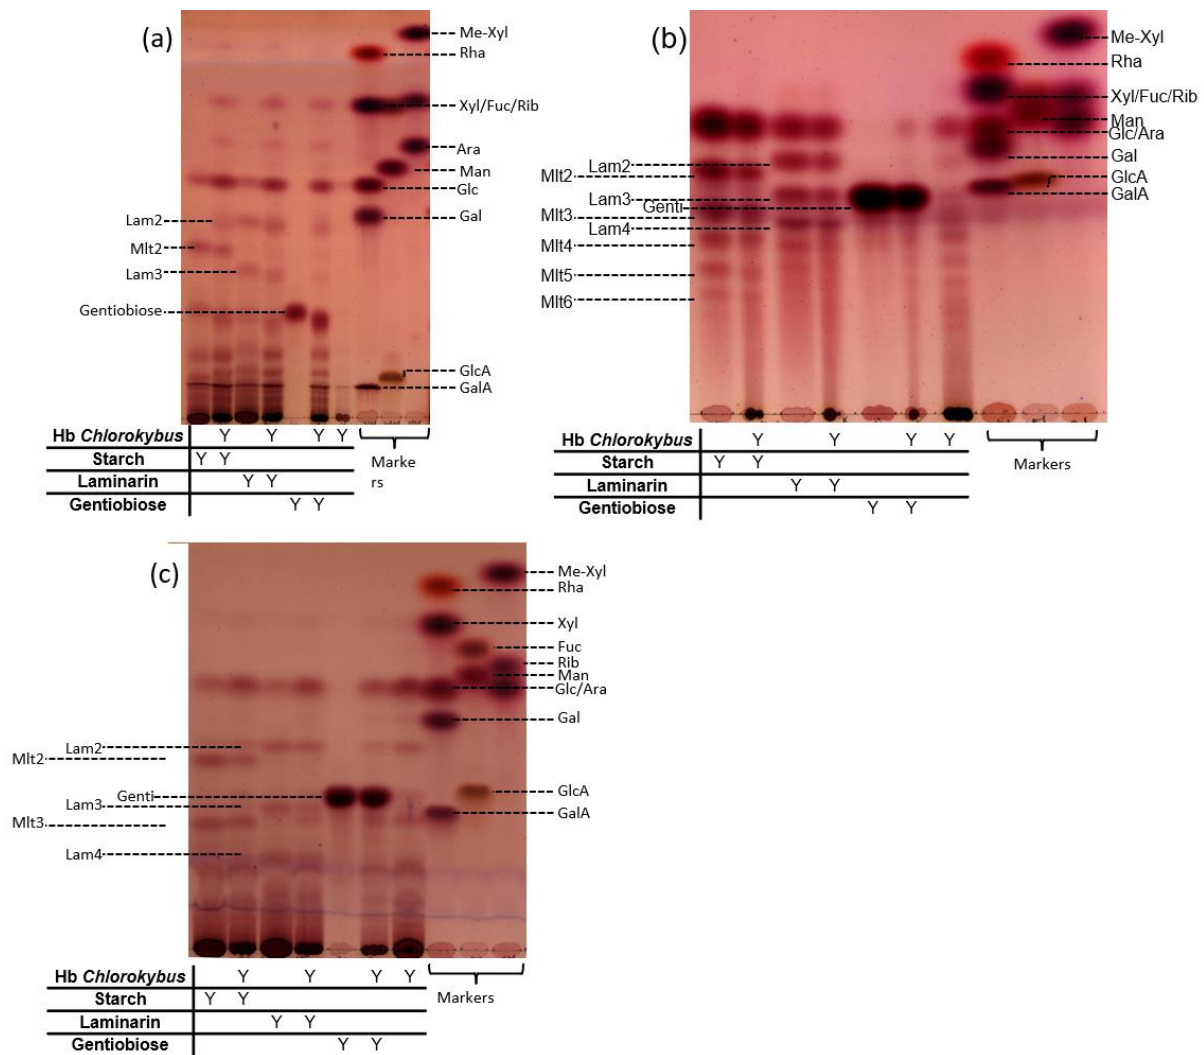 (a)
Me-Xyl
Rha
Xyl/Fuc/Rib
Ara
Man
Glc
Gal
Lam2
Mlt2
Lam3
Gentiobiose
GlcA
GalA
Hb Chlorokybus Y Y Y Y
Starch Y Y
Laminarin Y Y
Gentiobiose Y Y
Marke
rs
(b)
Me-Xyl
Rha
Xyl/Fuc/Rib
Man
Glc/Ara
Gal
GlcA
GalA
Lam2
Mlt2
Lam3
Genti
Mlt3
Lam4
Mlt4
Mlt5
Mlt6
Hb Chlorokybus Y Y Y Y
Starch Y Y
Laminarin Y Y
Gentiobiose Y Y
Markers
(c)
Me-Xyl
Rha
Xyl
Fuc
Rib
Man
Glc/Ara
Gal
Lam2
Mlt2
Genti
GlcA
Lam3
GalA
Mlt3
Lam4
Hb Chlorokybus Y Y Y Y
Starch Y Y
Laminarin Y Y
Gentiobiose Y Y
Markers